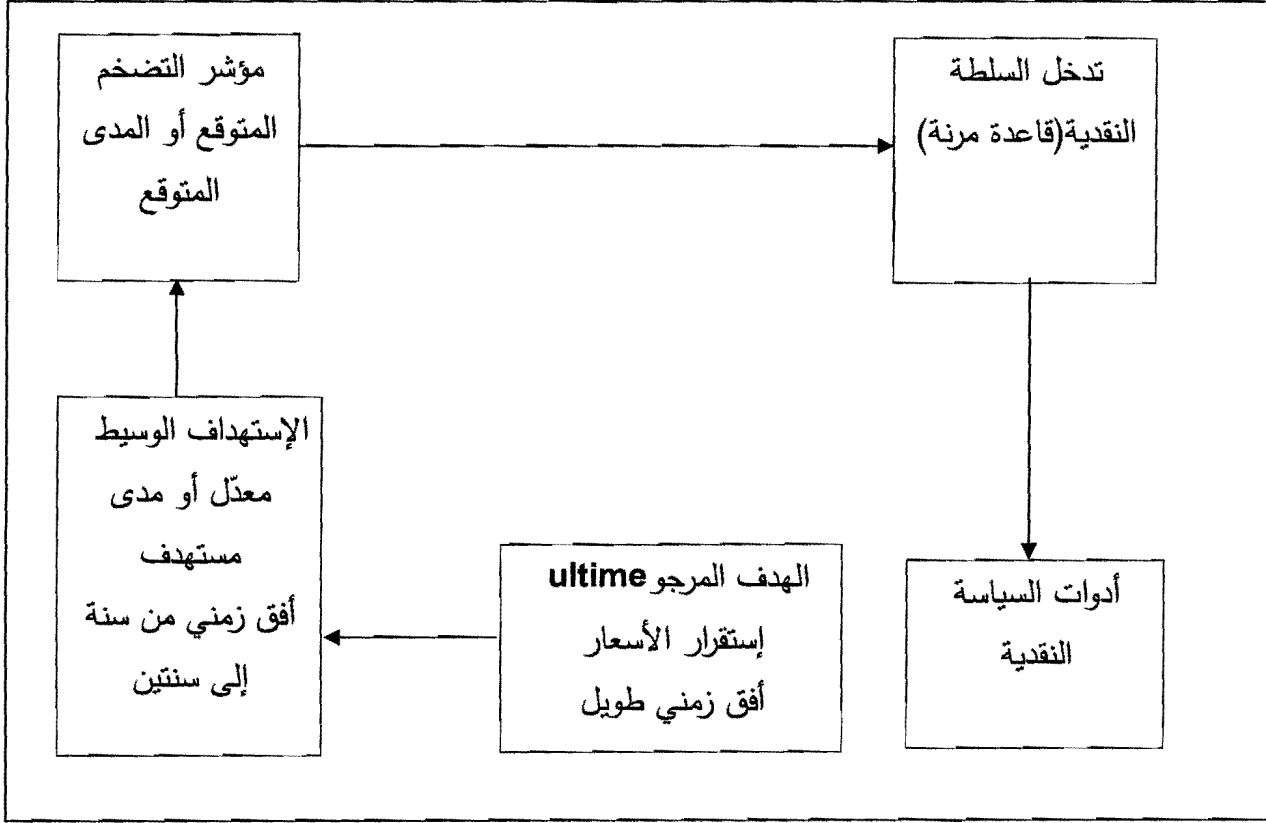 تدخل السلطة
النقدية(قاعدة مرنة)
مؤشر التضخم
المتوقع أو المدى
المتوقع
الإستهداف الوسيط
معدّل أو مدى
مستهدف
أفق زمني من سنة
إلى سنتين
الهدف المرجو ultime
إستقرار الأسعار
أفق زمني طويل
أدوات السياسة
النقدية